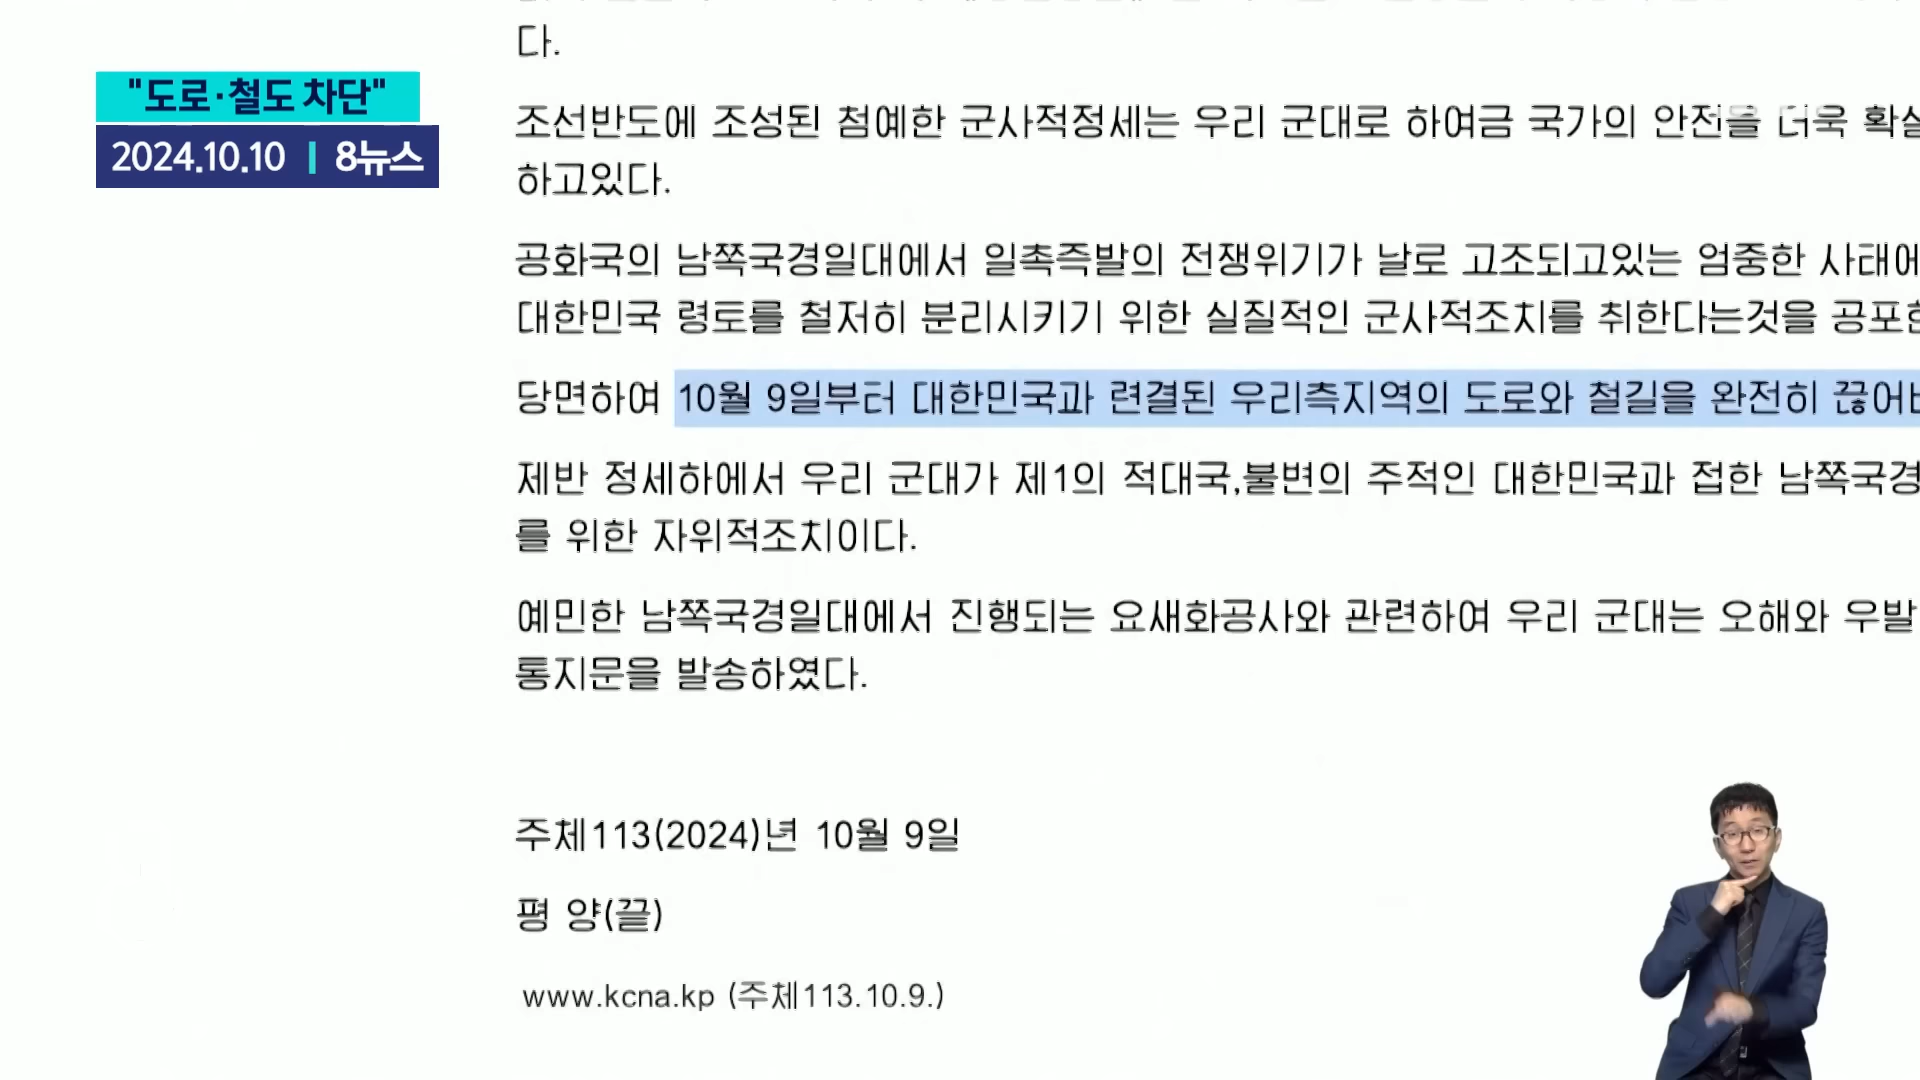 "도로·철도 차단"
2024.10.10 | 8뉴스
다.
조선반도에 조성된 첨예한 군사적정세는 우리 군대로 하여금 국가의 안전을 더욱
하고있다.
공화국의 남쪽국경일대에서 일촉즉발의 전쟁위기가 날로 고조되고있는 엄중한 사태에
대한민국 령토를 철저히 분리시키기 위한 실질적인 군사적조치를 취한다는것을
당면하여 10월 9일부터 대한민국과 련결된 우리측지역의 도로와 철길을 완전히
제반 정세하에서 우리 군대가 제1의 적대국,불변의 주적인 대한민국과 접한 남쪽국경
를 위한 자위적조치이다.
예민한 남쪽국경일대에서 진행되는 요새화공사와 관련하여 우리 군대는 오해와 우발
통지문을 발송하였다.
주체113(2024)년 10월 9일
평 양(끝)
www.kcna.kp (주체113.10.9.)